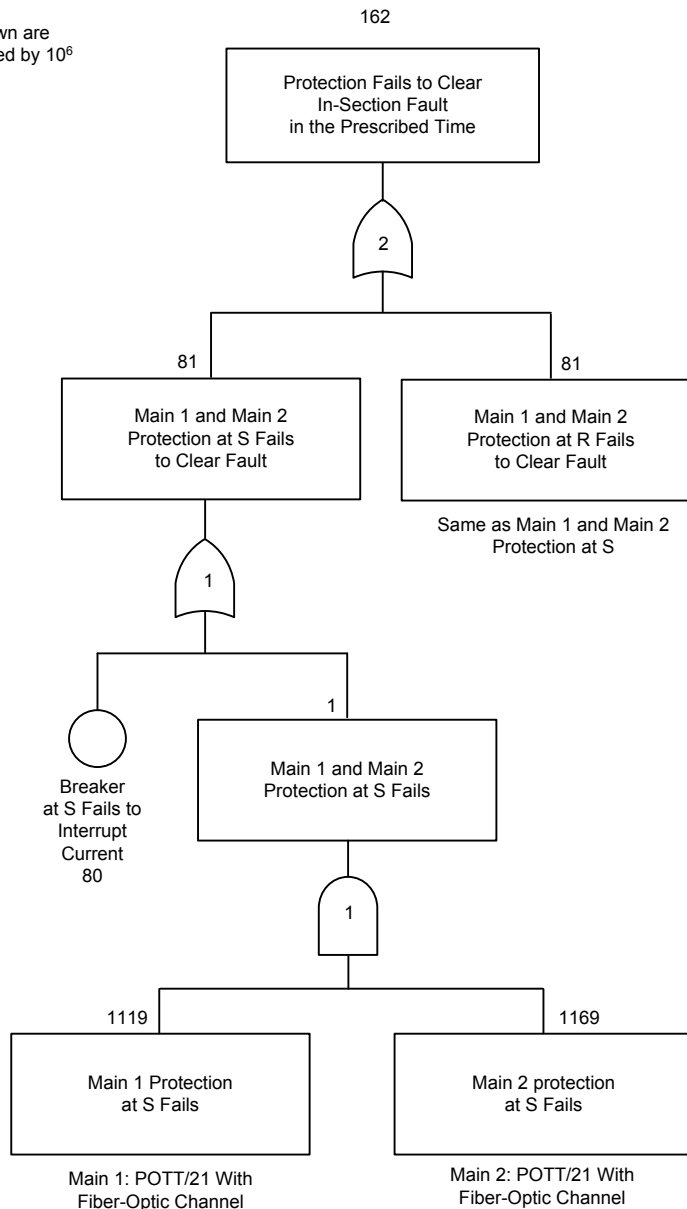 162
wn are
ed by 10⁶
Protection Fails to Clear
In-Section Fault
in the Prescribed Time
2
81
81
Main 1 and Main 2
Protection at S Fails
to Clear Fault
Main 1 and Main 2
Protection at R Fails
to Clear Fault
Same as Main 1 and Main 2
Protection at S
1
1
Breaker
at S Fails to
Interrupt
Current
80
Main 1 and Main 2
Protection at S Fails
1
1119
1169
Main 1 Protection
at S Fails
Main 2 protection
at S Fails
Main 1: POTT/21 With
Fiber-Optic Channel
Main 2: POTT/21 With
Fiber-Optic Channel